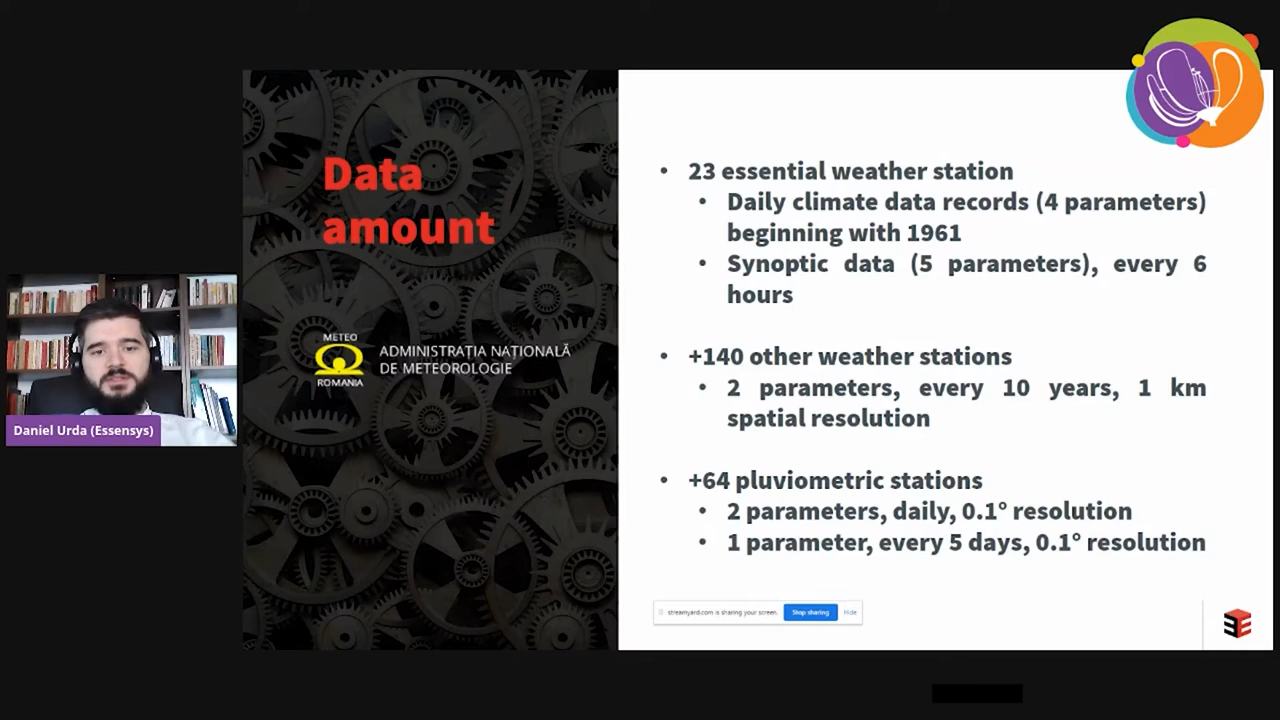 Data
amount
METEO
ROMANIA
ADMINISTRAȚIA NAȚIONALĂ
DE METEOROLOGIE
Daniel Urda (Essensys)
• 23 essential weather station
• Daily climate data records (4 parameters)
beginning with 1961
• Synoptic data (5 parameters), every 6
hours
• +140 other weather stations
• 2 parameters, every 10 years, 1 km
spatial resolution
• +64 pluviometric stations
• 2 parameters, daily, 0.1° resolution
• 1 parameter, every 5 days, 0.1° resolution
streamyard.com is sharing your screen.
Stop sharing
Hide